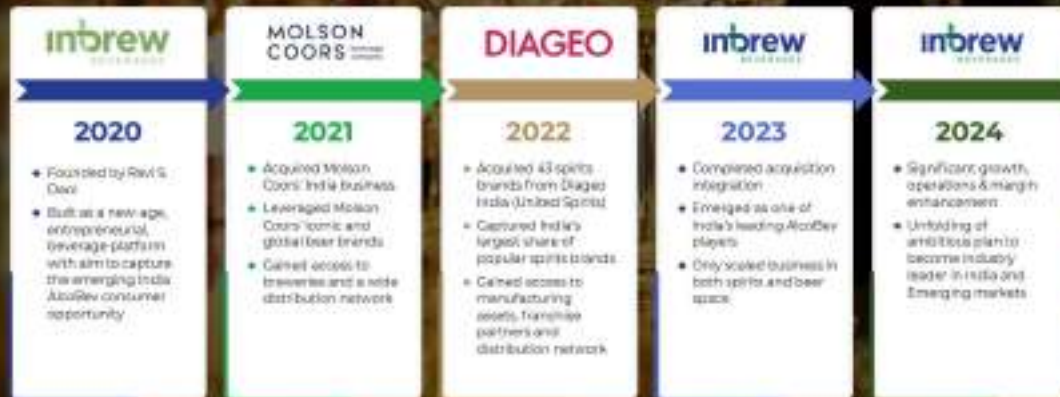 inbrew
BEVERAGES
2020
Founded by Ravi S.
Deol
Built as a new-age,
entrepreneurial,
beverage platform
with aim to capture
the emerging India
AlcoBev consumer
opportunity
MOLSON
COORS
2021
Acquired Molson
Coors' India business
Leveraged Molson
Coors' iconic and
global beer brands
Gained access to
breweries and a wide
distribution network
DIAGEO
2022
Acquired 43 spirits
brands from Diageo
India (United Spirits)
Captured India's
largest share of
popular spirits brands
Gained access to
manufacturing
assets, franchise
partners and
distribution network
inbrew
BEVERAGES
2023
Completed acquisition
integration
Emerged as one of
India's leading AlcoBev
players
Only scaled business in
both spirits and beer
space
inbrew
BEVERAGES
2024
Significant growth,
operations & margin
enhancement
Unfolding of
ambitious plan to
become industry
leader in India and
Emerging markets